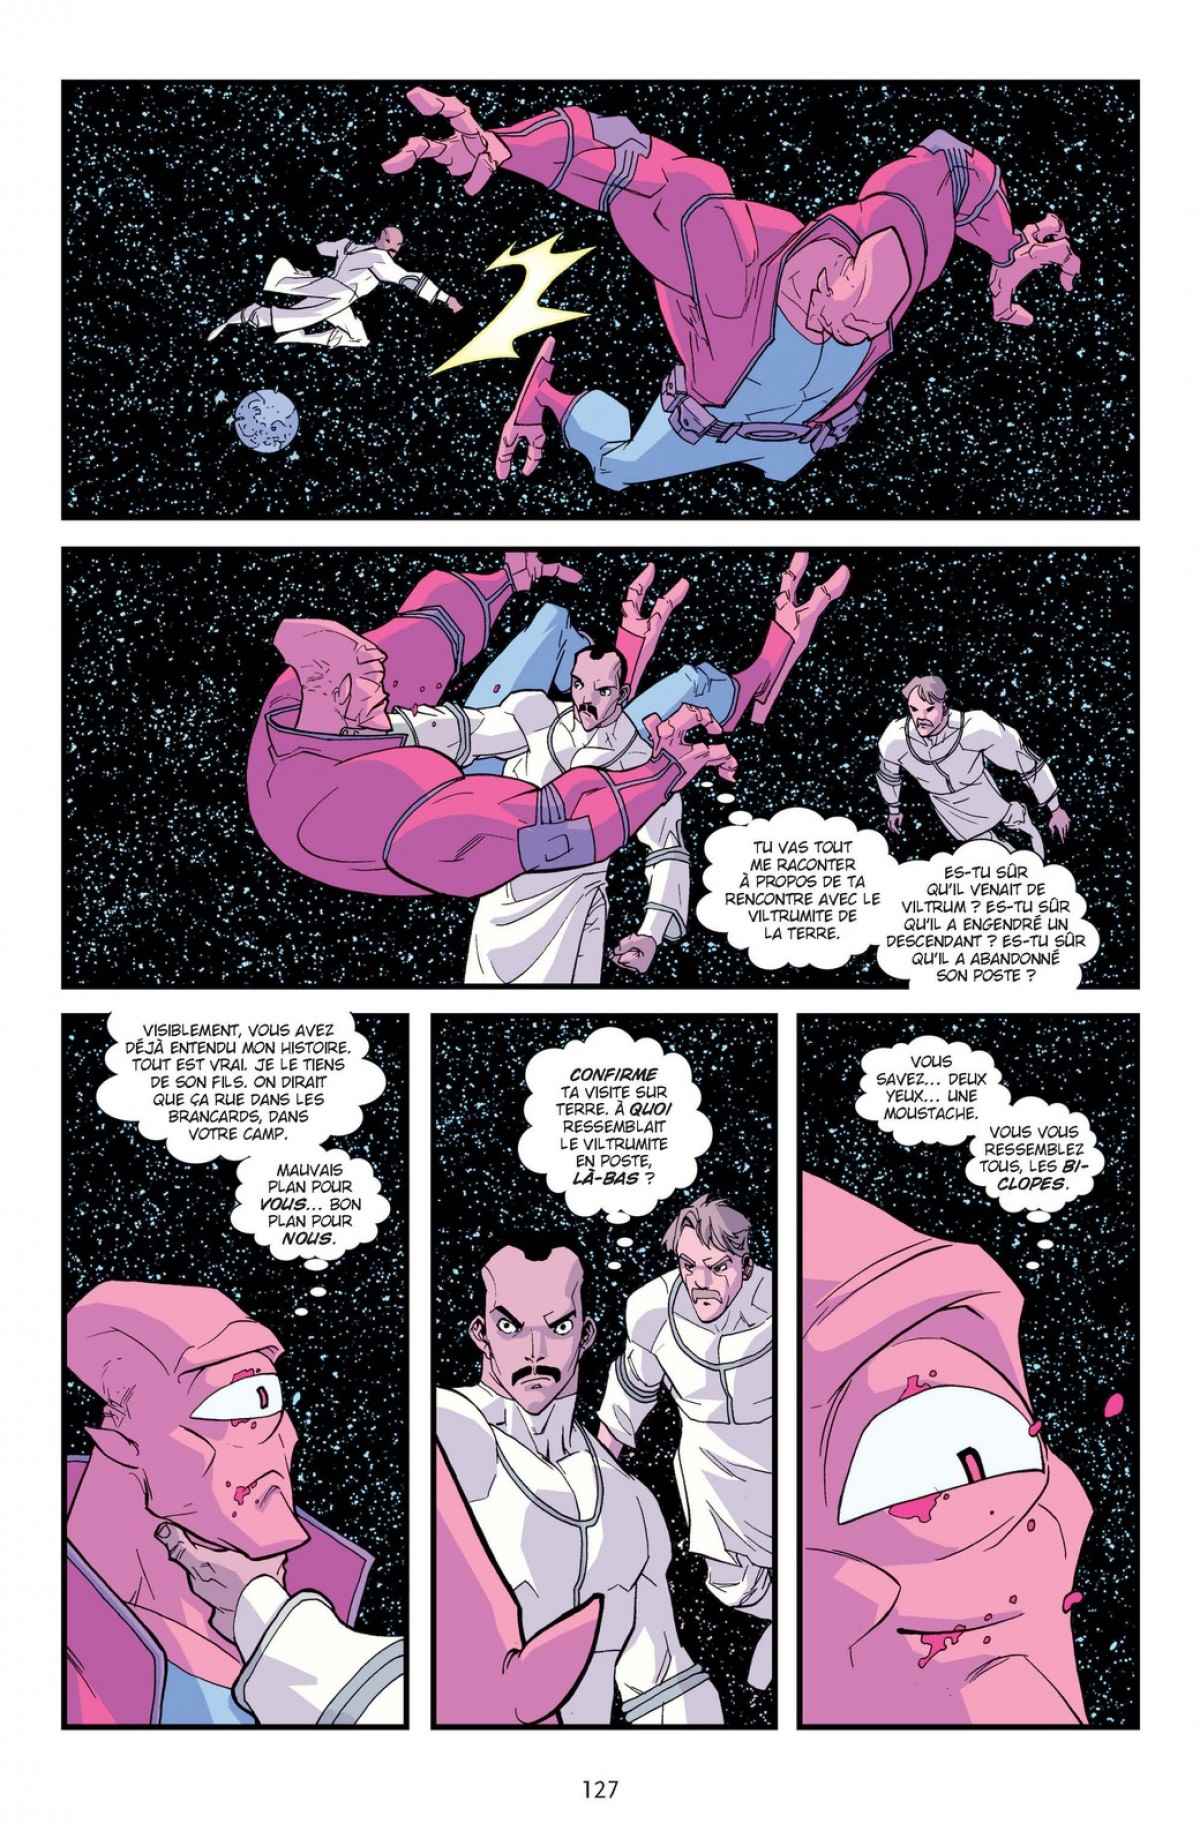 TU VAS TOUT
ME RACONTER
À PROPOS DE TA
RENCONTRE AVEC LE
VILTRUMITE DE
LA TERRE.
ES-TU SÛR
QU'IL VENAIT DE
VILTRUM ? ES-TU SÛR
QU'IL A ENGENDRÉ UN
DESCENDANT ? ES-TU SÛR
QU'IL A ABANDONNÉ
SON POSTE ?
VISIBLEMENT, VOUS AVEZ
DÉJÀ ENTENDU MON HISTOIRE.
TOUT EST VRAI. JE LE TIENS
DE SON FILS. ON DIRAIT
QUE ÇA RUE DANS LES
BRANCARDS, DANS
VOTRE CAMP.
MAUVAIS
PLAN POUR
VOUS... BON
PLAN POUR
NOUS.
CONFIRME
TA VISITE SUR
TERRE. À QUOI
RESSEMBLAIT
LE VILTRUMITE
EN POSTE,
LÀ-BAS ?
VOUS
SAVEZ... DEUX
YEUX... UNE
MOUSTACHE.
VOUS VOUS
RESSEMBLEZ
TOUS, LES BI-
CLOPES.
127